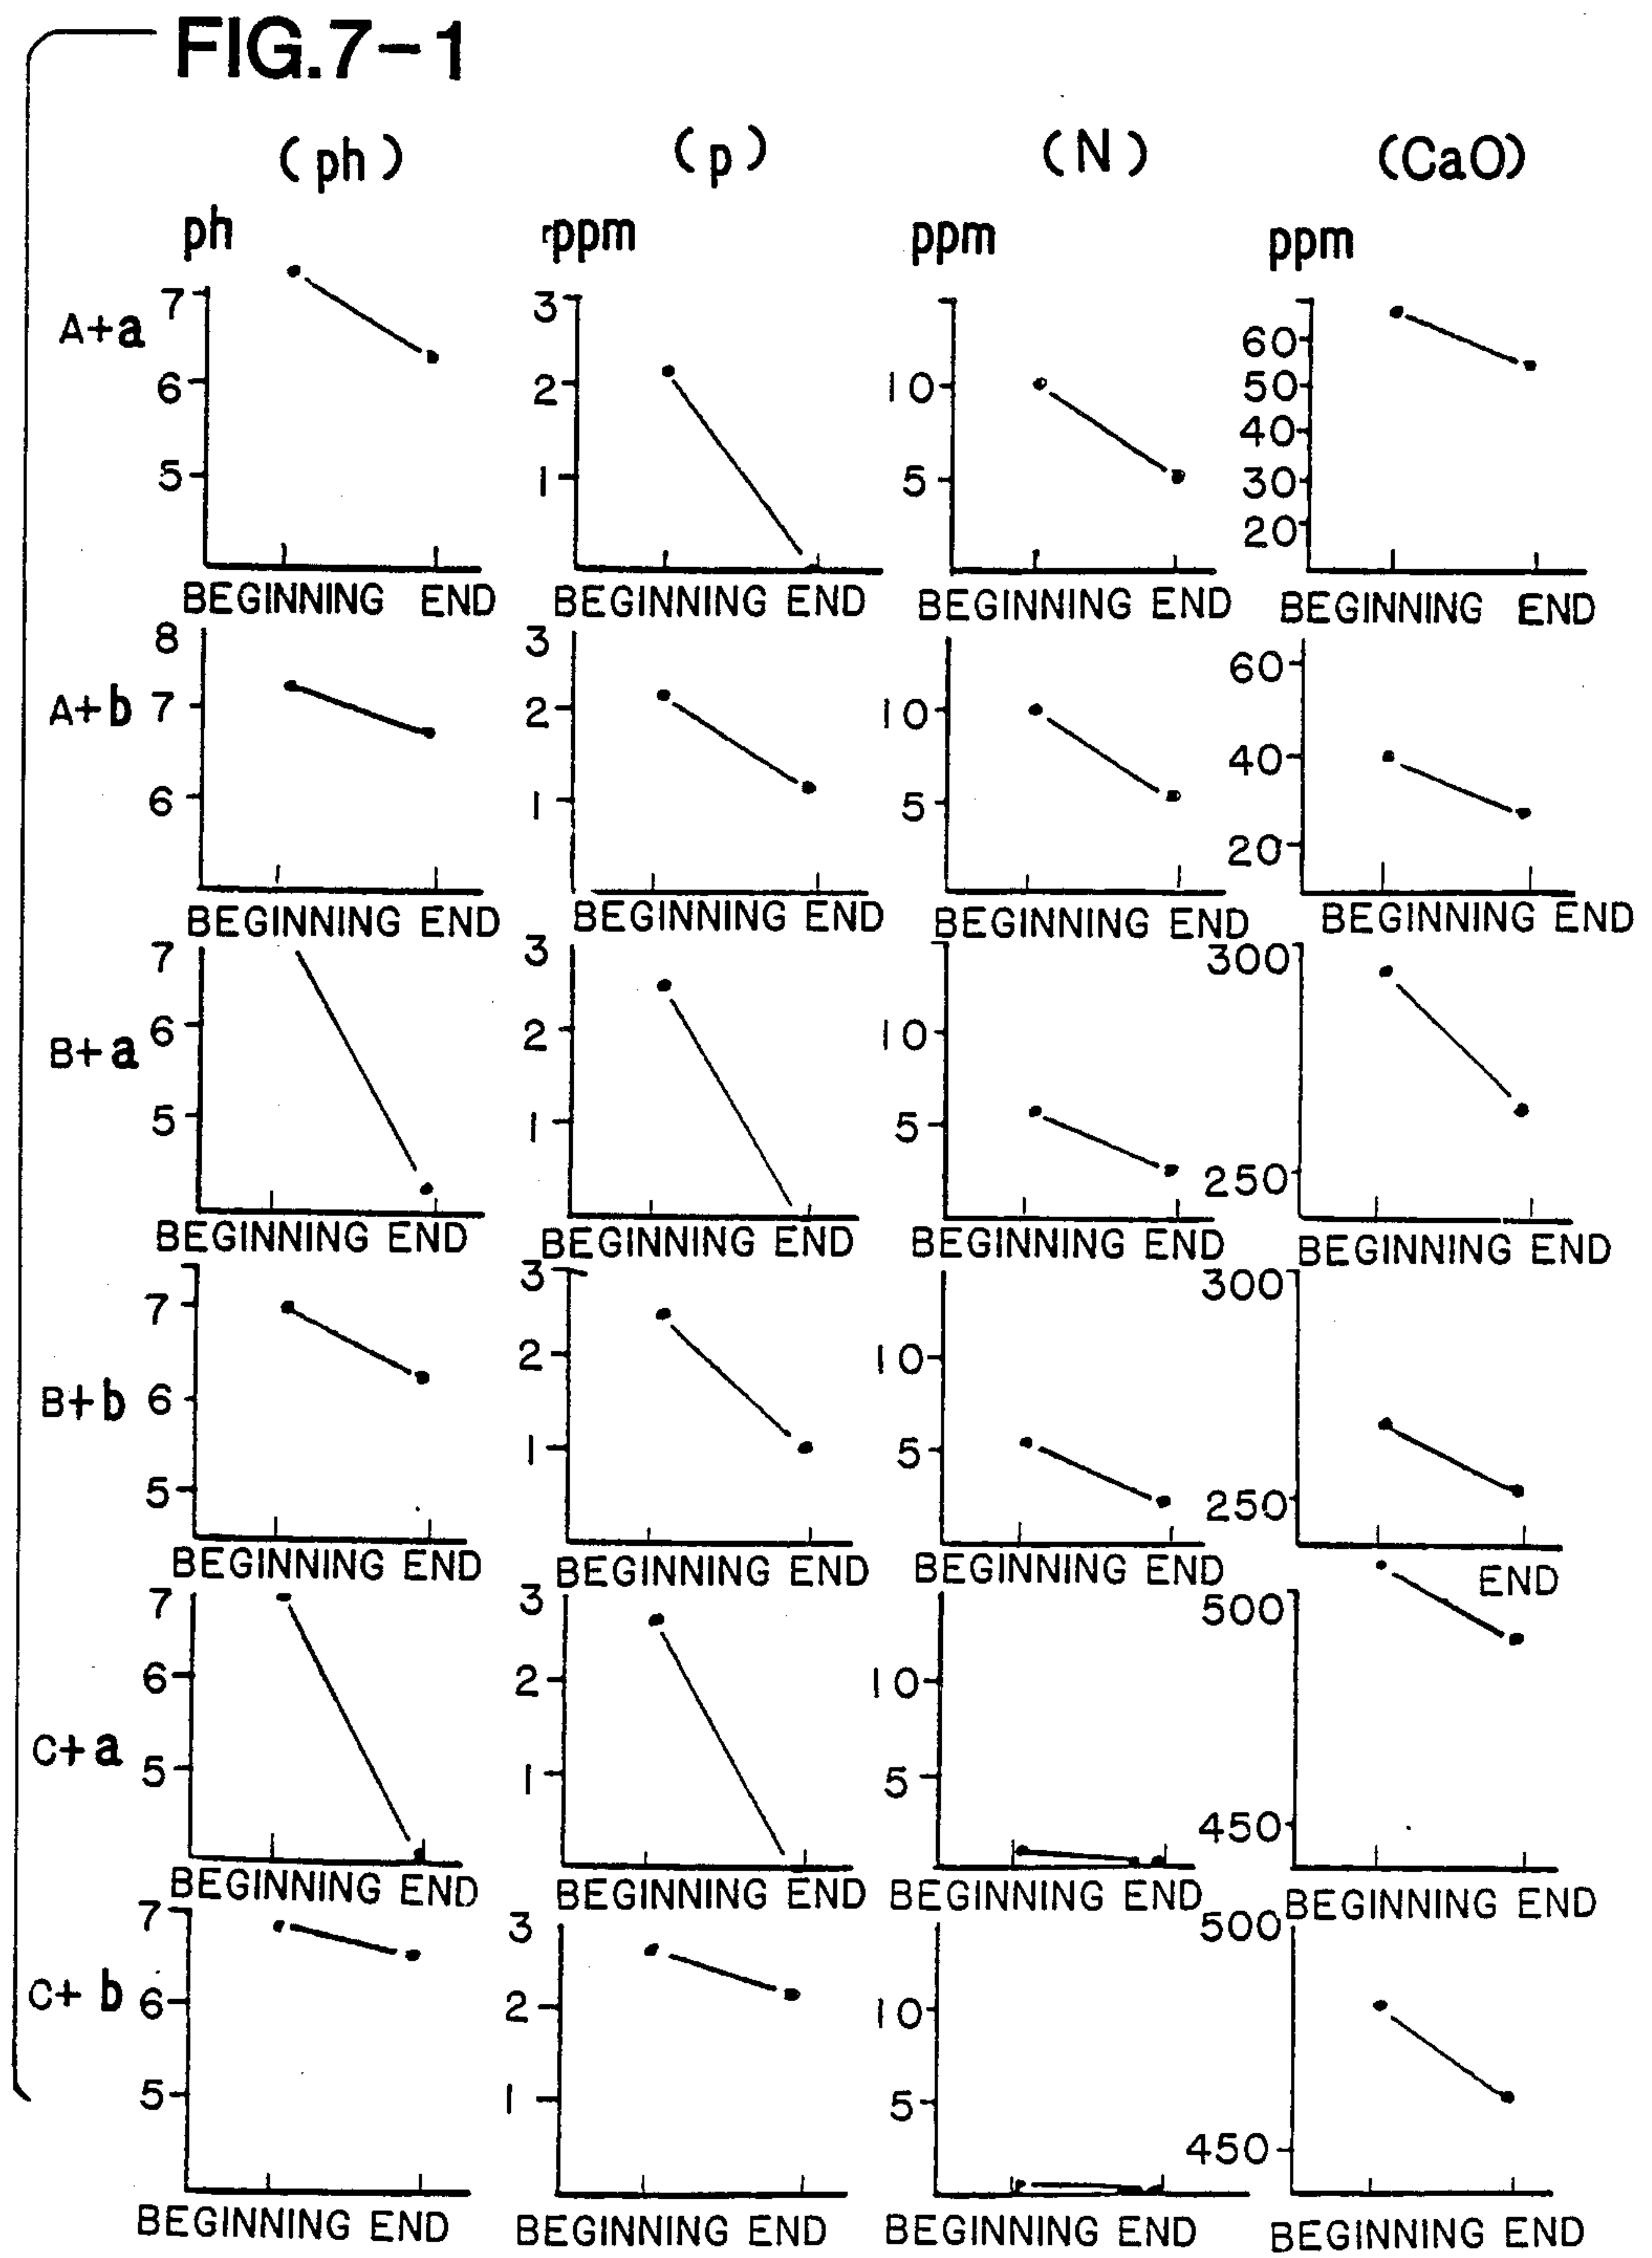 FIG.7-1
(ph) (p) (N) (CaO)
ph ppm ppm ppm
A+a
7
6
5
BEGINNING END
3
2
1
BEGINNING END
10
5
BEGINNING END
60
50
40
30
20
BEGINNING END
A+b
8
7
6
BEGINNING END
3
2
1
BEGINNING END
10
5
BEGINNING END
60
40
20
BEGINNING END
B+a
7
6
5
BEGINNING END
3
2
1
BEGINNING END
10
5
BEGINNING END
300
250
BEGINNING END
B+b
7
6
5
BEGINNING END
3
2
1
BEGINNING END
10
5
BEGINNING END
300
250
END
C+a
7
6
5
BEGINNING END
3
2
1
BEGINNING END
10
5
BEGINNING END
500
450
BEGINNING END
C+b
7
6
5
BEGINNING END
3
2
1
BEGINNING END
10
5
BEGINNING END
500
450
BEGINNING END